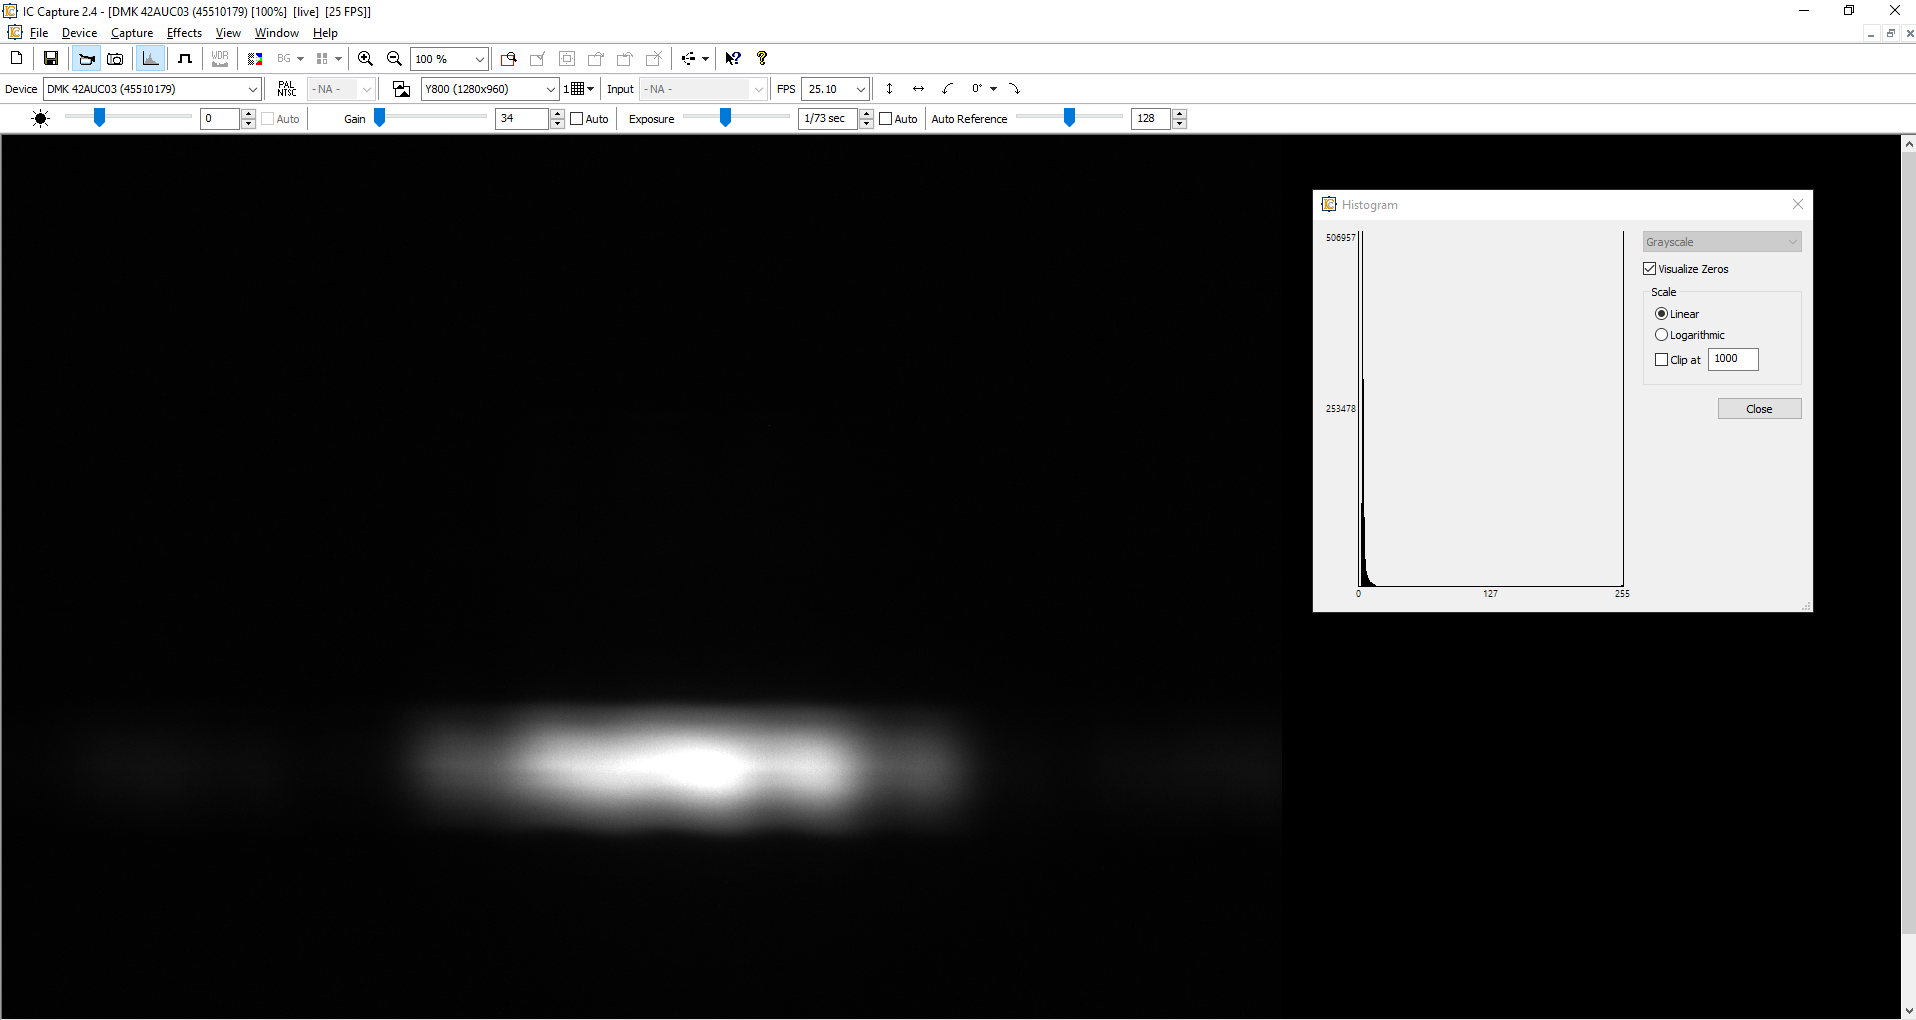 IC Capture 2.4 - [DMK 42AUC03 (45510179) [100%]  [live]  [25 FPS]]
File Device Capture Effects View Window Help
WDR BG 100 %
Device DMK 42AUC03 (45510179) PAL NTSC - NA - Y800 (1280x960) 1 Input - NA - FPS 25.10 0°
0 Auto Gain 34 Auto Exposure 1/73 sec Auto Auto Reference 128
IC Histogram
506957
253478
0 127 255
Grayscale
Visualize Zeros
Scale
Linear
Logarithmic
Clip at 1000
Close